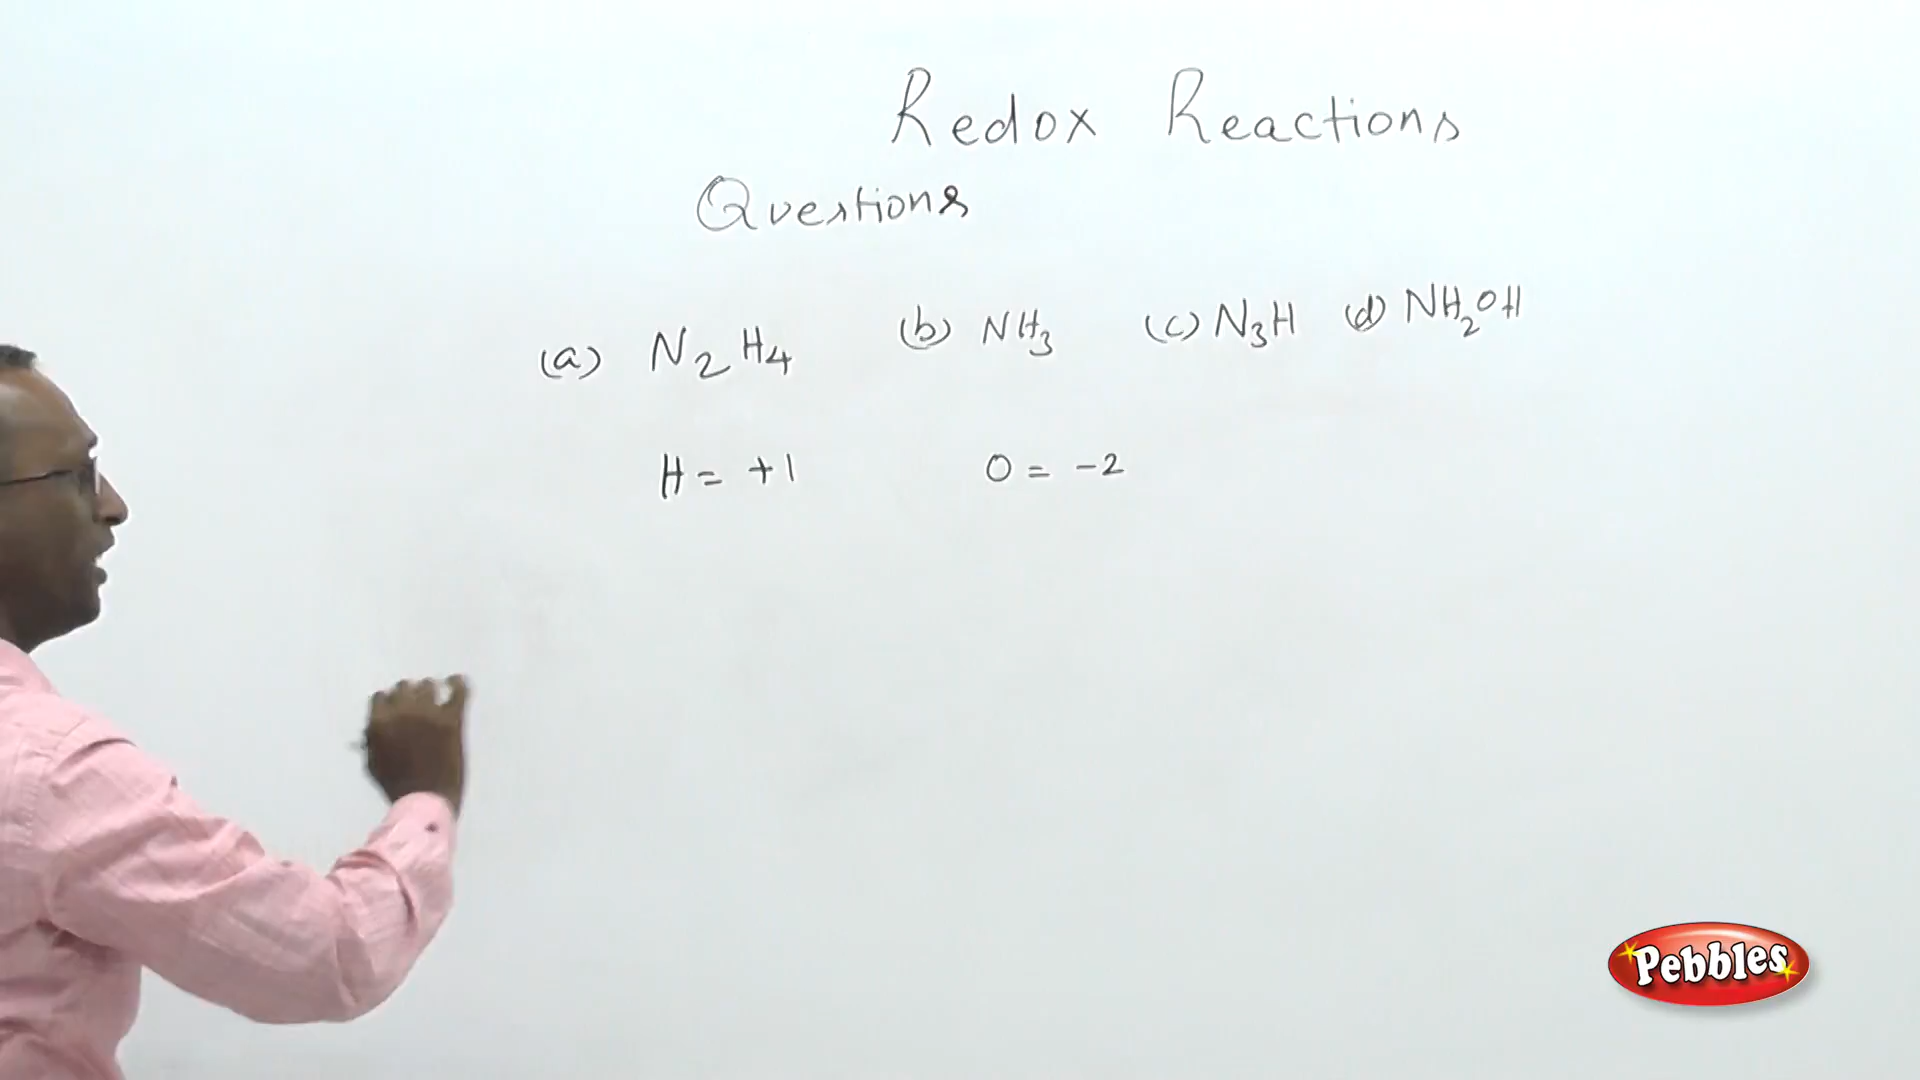 Redox Reactions
Questions
(a) N₂H₄ (b) NH₃ (c) N₃H (d) NH₂OH
H = +1 O = -2
Pebbles